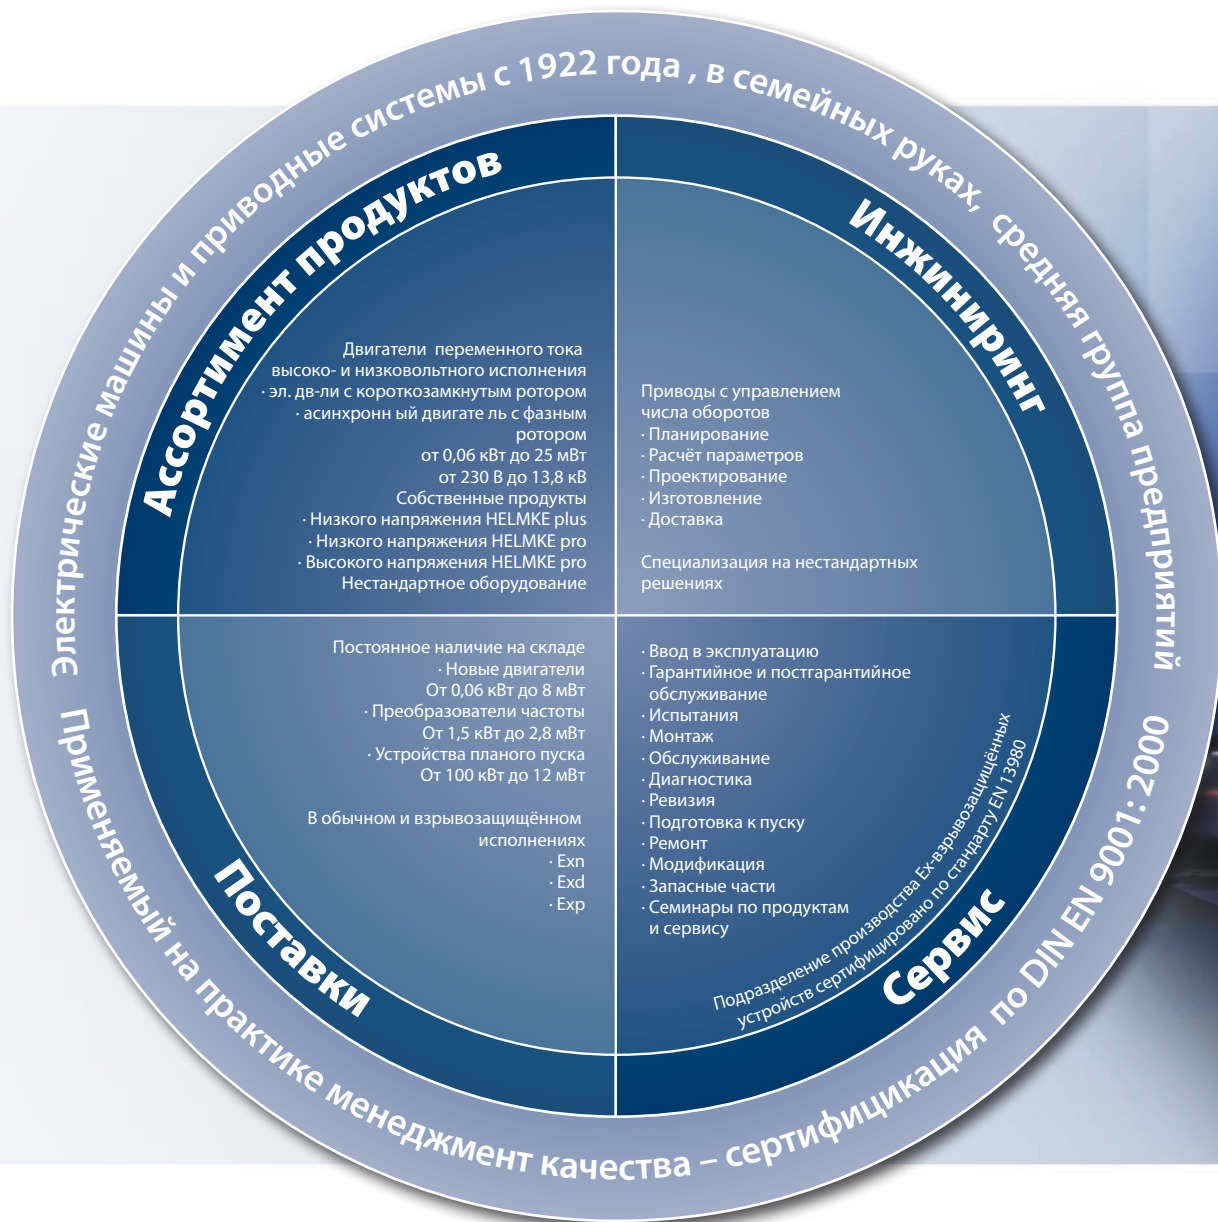 Электрические машины и приводные системы с 1922 года , в семейных руках, средняя группа предприятий
Ассортимент продуктов
Двигатели переменного тока
высоко- и низковольтного исполнения
· эл. дв-ли с короткозамкнутым ротором
· асинхронн ый двигате ль с фазным
ротором
от 0,06 кВт до 25 мВт
от 230 В до 13,8 кВ
Собственные продукты
· Низкого напряжения HELMKE plus
· Низкого напряжения HELMKE pro
· Высокого напряжения HELMKE pro
Нестандартное оборудование
Инжиниринг
Приводы с управлением
числа оборотов
· Планирование
· Расчёт параметров
· Проектирование
· Изготовление
· Доставка
Специализация на нестандартных
решениях
Постоянное наличие на складе
· Новые двигатели
От 0,06 кВт до 8 мВт
· Преобразователи частоты
От 1,5 кВт до 2,8 мВт
· Устройства планого пуска
От 100 кВт до 12 мВт
В обычном и взрывозащищённом
исполнениях
· Exn
· Exd
· Exp
Поставки
· Ввод в эксплуатацию
· Гарантийное и постгарантийное
обслуживание
· Испытания
· Монтаж
· Обслуживание
· Диагностика
· Ревизия
· Подготовка к пуску
· Ремонт
· Модификация
· Запасные части
· Семинары по продуктам
и сервису
Подразделение производства Ex-взрывозащищённых
устройств сертифицировано по стандарту EN 13980
Сервис
Применяемый на практике менеджмент качества – сертифицикация по DIN EN 9001: 2000